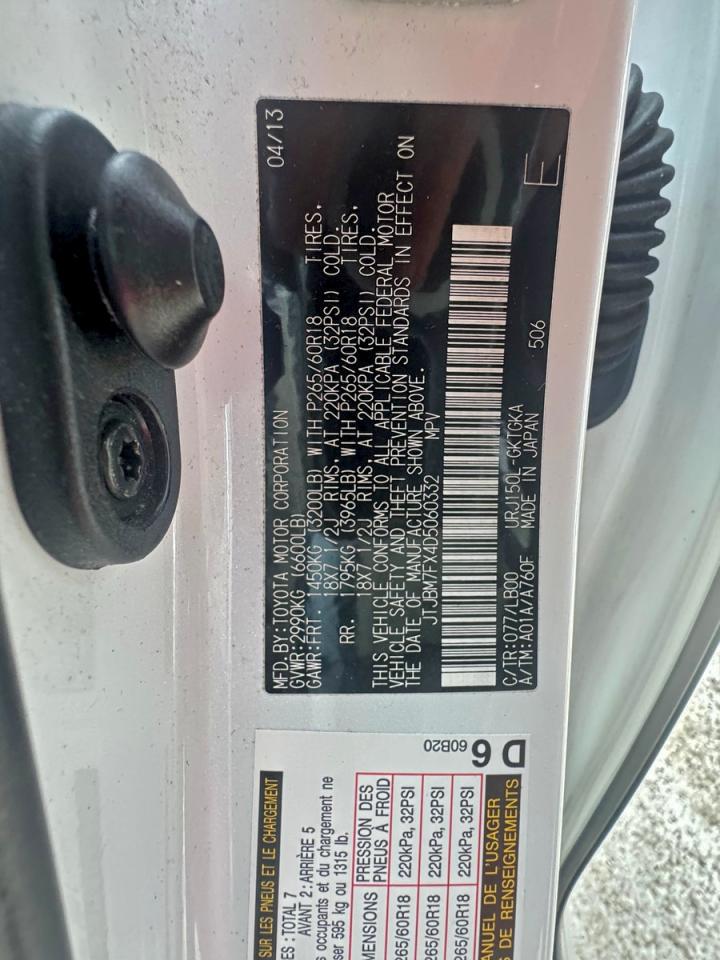 04/13
MFD.BY:TOYOTA MOTOR CORPORATION
GVWR:2990KG (6600LB)
GAWR:FRT. 1450KG (3200LB) WITH P265/60R18 TIRES,
18X7 1/2J RIMS, AT 220KPA (32PSI) COLD.
RR. 1795KG (3965LB) WITH P265/60R18 TIRES,
18X7 1/2J RIMS, AT 220KPA (32PSI) COLD.
THIS VEHICLE CONFORMS TO ALL APPLICABLE FEDERAL MOTOR
VEHICLE SAFETY AND THEFT PREVENTION STANDARDS IN EFFECT ON
THE DATE OF MANUFACTURE SHOWN ABOVE.
JTJBM7FX4D5060332 MPV
C/TR:077/LB00 URJ150L-GKTGKA 506
A/TM:A01A/A760F MADE IN JAPAN
E
SUR LES PNEUS ET LE CHARGEMENT
ES : TOTAL 7
AVANT 2 : ARRIÈRE 5
s occupants et du chargement ne
ser 595 kg ou 1315 lb.
MENSIONS PRESSION DES
PNEUS À FROID
265/60R18 220kPa, 32PSI
265/60R18 220kPa, 32PSI
265/60R18 220kPa, 32PSI
ANUEL DE L'USAGER
S DE RENSEIGNEMENTS
60B20
D 6